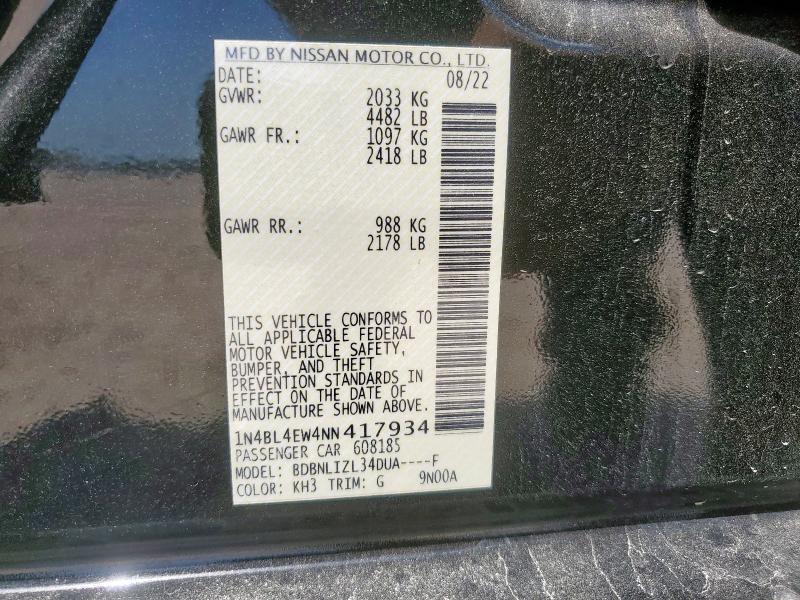 MFD BY NISSAN MOTOR CO., LTD.
DATE: 08/22
GVWR: 2033 KG
4482 LB
GAWR FR.: 1097 KG
2418 LB
GAWR RR.: 988 KG
2178 LB
THIS VEHICLE CONFORMS TO
ALL APPLICABLE FEDERAL
MOTOR VEHICLE SAFETY,
BUMPER, AND THEFT
PREVENTION STANDARDS IN
EFFECT ON THE DATE OF
MANUFACTURE SHOWN ABOVE.
1N4BL4EW4NN417934
PASSENGER CAR 608185
MODEL: BDBNLIZL34DUA----F
COLOR: KH3 TRIM: G 9N00A